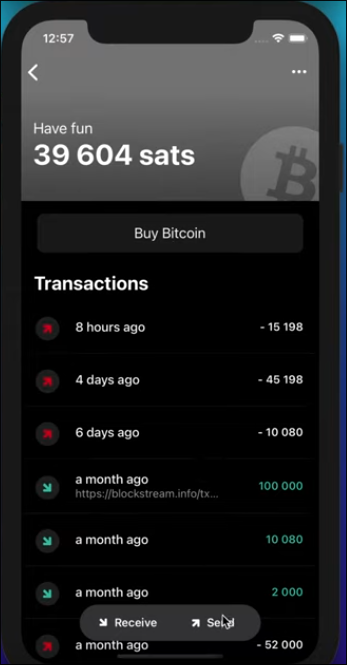 12:57
Have fun
39 604 sats
Buy Bitcoin
Transactions
8 hours ago - 15 198
4 days ago - 45 198
6 days ago - 10 080
a month ago 100 000
https://blockstream.info/tx...
a month ago 10 080
a month ago 2 000
Receive Send
a month ago - 52 000